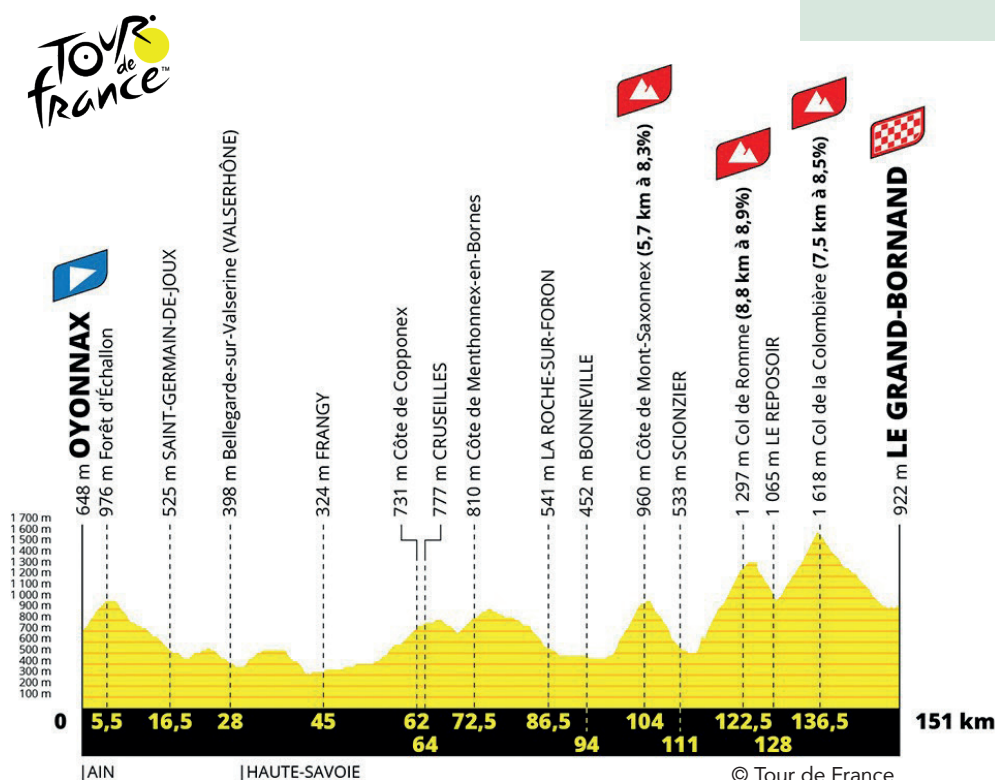 TOUR
de
france™
648 m OYONNAX
976 m Forêt d'Échallon
525 m SAINT-GERMAIN-DE-JOUX
398 m Bellegarde-sur-Valserine (VALSERHÔNE)
324 m FRANGY
731 m Côte de Copponex
777 m CRUSEILLES
810 m Côte de Menthonnex-en-Bornes
541 m LA ROCHE-SUR-FORON
452 m BONNEVILLE
960 m Côte de Mont-Saxonnex (5,7 km à 8,3%)
533 m SCIONZIER
1 297 m Col de Romme (8,8 km à 8,9%)
1 065 m LE REPOSOIR
1 618 m Col de la Colombière (7,5 km à 8,5%)
922 m LE GRAND-BORNAND
1 700 m
1 600 m
1 500 m
1 400 m
1 300 m
1 200 m
1 100 m
1 000 m
900 m
800 m
700 m
600 m
500 m
400 m
300 m
200 m
100 m
0 5,5 16,5 28 45 62 72,5 86,5 104 122,5 136,5 151 km
64 94 111 128
|AIN |HAUTE-SAVOIE © Tour de France